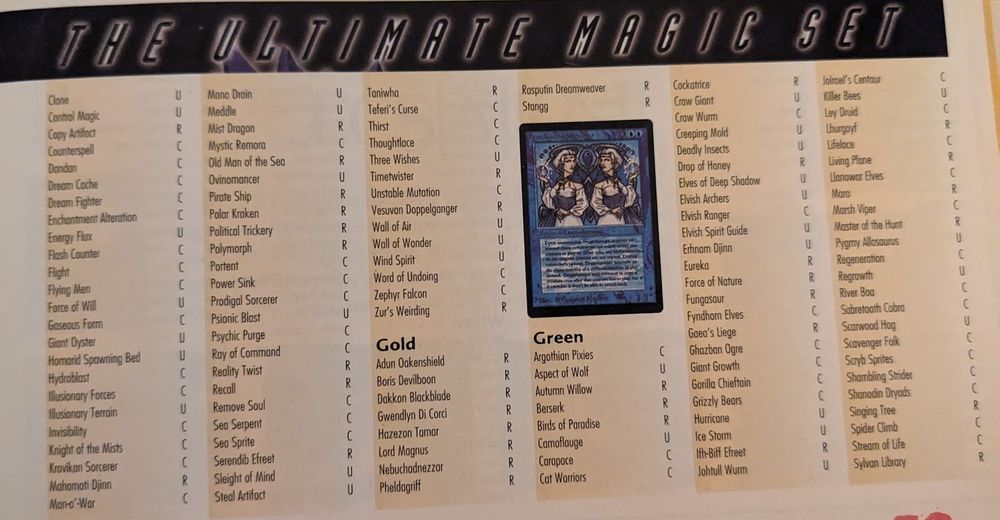 THE ULTIMATE MAGIC SET
Clone U
Control Magic U
Copy Artifact R
Counterspell C
Dandan C
Dream Cache C
Dream Fighter C
Enchantment Alteration C
Energy Flux U
Flash Counter C
Flight C
Flying Men C
Force of Will U
Gaseous Form C
Giant Oyster U
Homarid Spawning Bed U
Hydroblast C
Illusionary Forces C
Illusionary Terrain U
Invisibility C
Knight of the Mists C
Krovikan Sorcerer C
Mahamoti Djinn R
Man-o'-War C
Mana Drain U
Meddle U
Mist Dragon R
Mystic Remora C
Old Man of the Sea R
Ovinomancer U
Pirate Ship R
Polar Kraken R
Political Trickery R
Polymorph R
Portent C
Power Sink C
Prodigal Sorcerer C
Psionic Blast U
Psychic Purge C
Ray of Command C
Reality Twist R
Recall R
Remove Soul C
Sea Serpent C
Sea Sprite C
Serendib Efreet R
Sleight of Mind U
Steal Artifact U
Taniwha R
Teferi's Curse C
Thirst C
Thoughtlace C
Three Wishes U
Timetwister R
Unstable Mutation C
Vesuvan Doppelganger R
Wall of Air U
Wall of Wonder U
Wind Spirit U
Word of Undoing C
Zephyr Falcon C
Zur's Weirding R
Gold
Adun Oakenshield R
Boris Devilboon R
Dakkon Blackblade R
Gwendlyn Di Corci R
Hazezon Tamar R
Lord Magnus R
Nebuchadnezzar R
Pheldagriff R
Rasputin Dreamweaver R
Stangg R
Green
Argothian Pixies C
Aspect of Wolf U
Autumn Willow R
Berserk R
Birds of Paradise R
Camoflauge U
Carapace C
Cat Warriors C
Cockatrice R
Craw Giant U
Craw Wurm C
Creeping Mold U
Deadly Insects U
Drop of Honey R
Elves of Deep Shadow U
Elvish Archers U
Elvish Ranger C
Elvish Spirit Guide U
Erhnam Djinn U
Eureka R
Force of Nature R
Fungasaur R
Fyndhorn Elves C
Gaea's Liege R
Ghazban Ogre C
Giant Growth C
Gorilla Chieftain C
Grizzly Bears C
Hurricane U
Ice Storm U
Ifh-Biff Efreet R
Johtull Wurm U
Jolrael's Centaur C
Killer Bees U
Ley Druid C
Lhurgoyf R
Lifelace C
Living Plane R
Llanowar Elves C
Maro R
Marsh Viper C
Master of the Hunt R
Pygmy Allosaurus R
Regeneration C
Regrowth U
River Boa C
Sabretooth Cobra C
Scarwood Hag U
Scavenger Folk C
Scryb Sprites C
Shambling Strider C
Shanodin Dryads C
Singing Tree R
Spider Climb C
Stream of Life C
Sylvan Library R